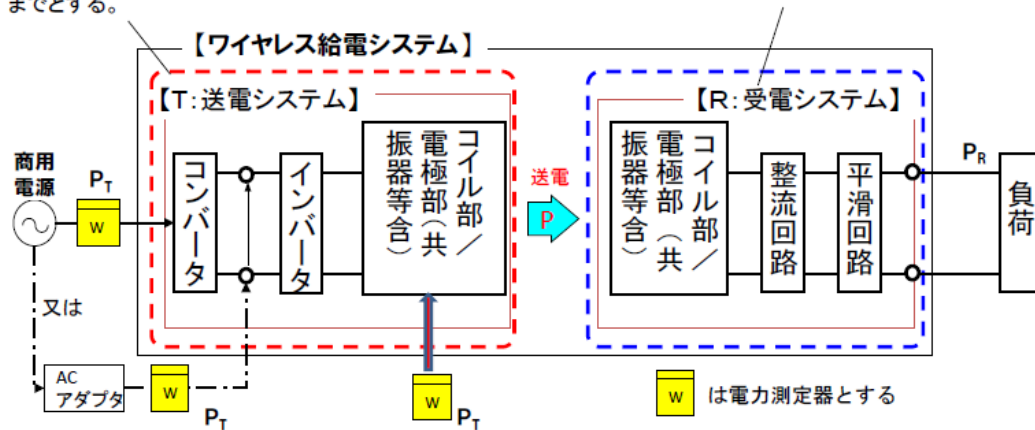 までとする。
【ワイヤレス給電システム】
【T:送電システム】
【R:受電システム】
商用
電源
P_T
W
コンバータ
インバータ
コイル部/
電極部(共
振器等含)
送電
P
コイル部/
電極部(共
振器等含)
整流回路
平滑回路
P_R
負荷
又は
AC
アダプタ
W
P_T
W
P_T
W
は電力測定器とする